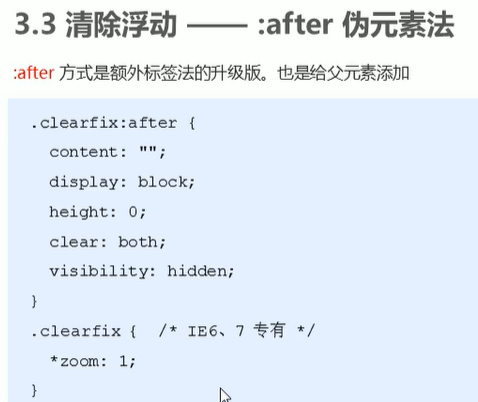 3.3 清除浮动 —— :after 伪元素法
:after 方式是额外标签法的升级版。也是给父元素添加
.clearfix:after {
content: "";
display: block;
height: 0;
clear: both;
visibility: hidden;
}
.clearfix { /* IE6、7 专有 */
*zoom: 1;
}